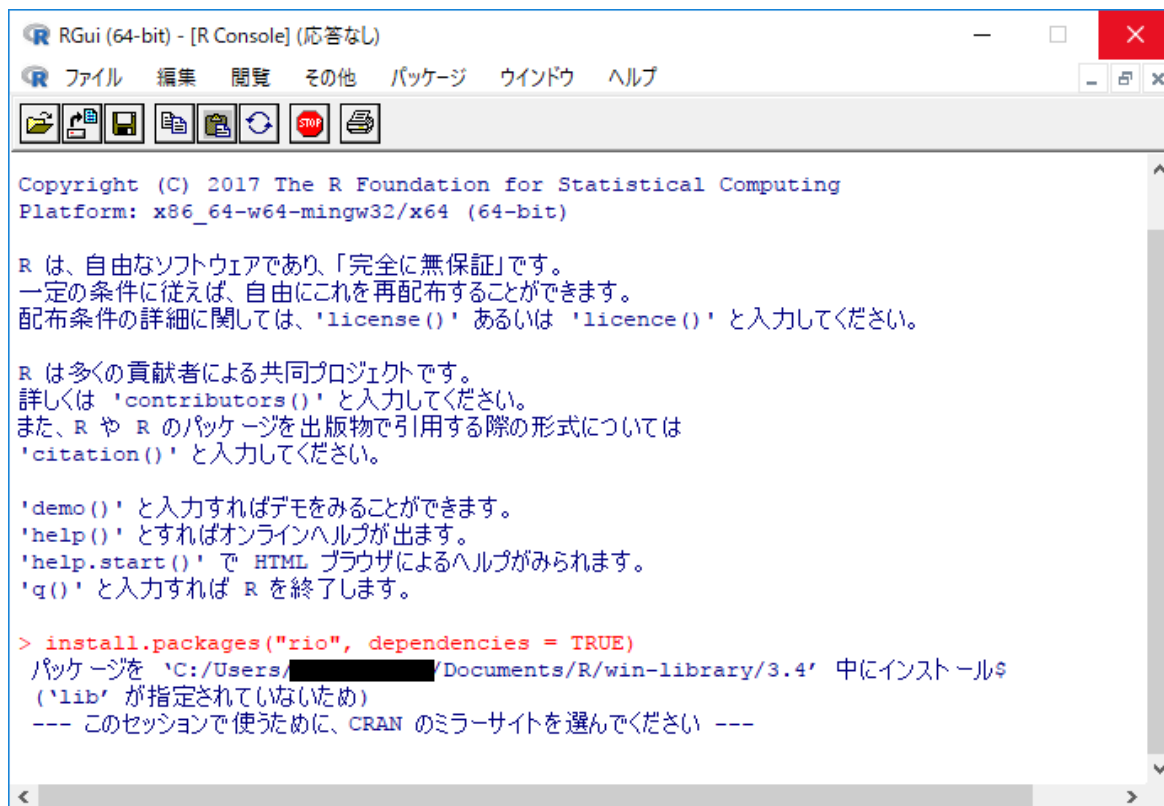 RGui (64-bit) - [R Console] (応答なし)
ファイル 編集 閲覧 その他 パッケージ ウインドウ ヘルプ
STOP
Copyright (C) 2017 The R Foundation for Statistical Computing
Platform: x86_64-w64-mingw32/x64 (64-bit)
R は、自由なソフトウェアであり、「完全に無保証」です。
一定の条件に従えば、自由にこれを再配布することができます。
配布条件の詳細に関しては、'license()' あるいは 'licence()' と入力してください。
R は多くの貢献者による共同プロジェクトです。
詳しくは 'contributors()' と入力してください。
また、R や R のパッケージを出版物で引用する際の形式については
'citation()' と入力してください。
'demo()' と入力すればデモをみることができます。
'help()' とすればオンラインヘルプが出ます。
'help.start()' で HTML ブラウザによるヘルプがみられます。
'q()' と入力すれば R を終了します。
> install.packages("rio", dependencies = TRUE)
パッケージを ‘C:/Users/ /Documents/R/win-library/3.4’ 中にインストール$
(‘lib’ が指定されていないため)
--- このセッションで使うために、CRAN のミラーサイトを選んでください ---